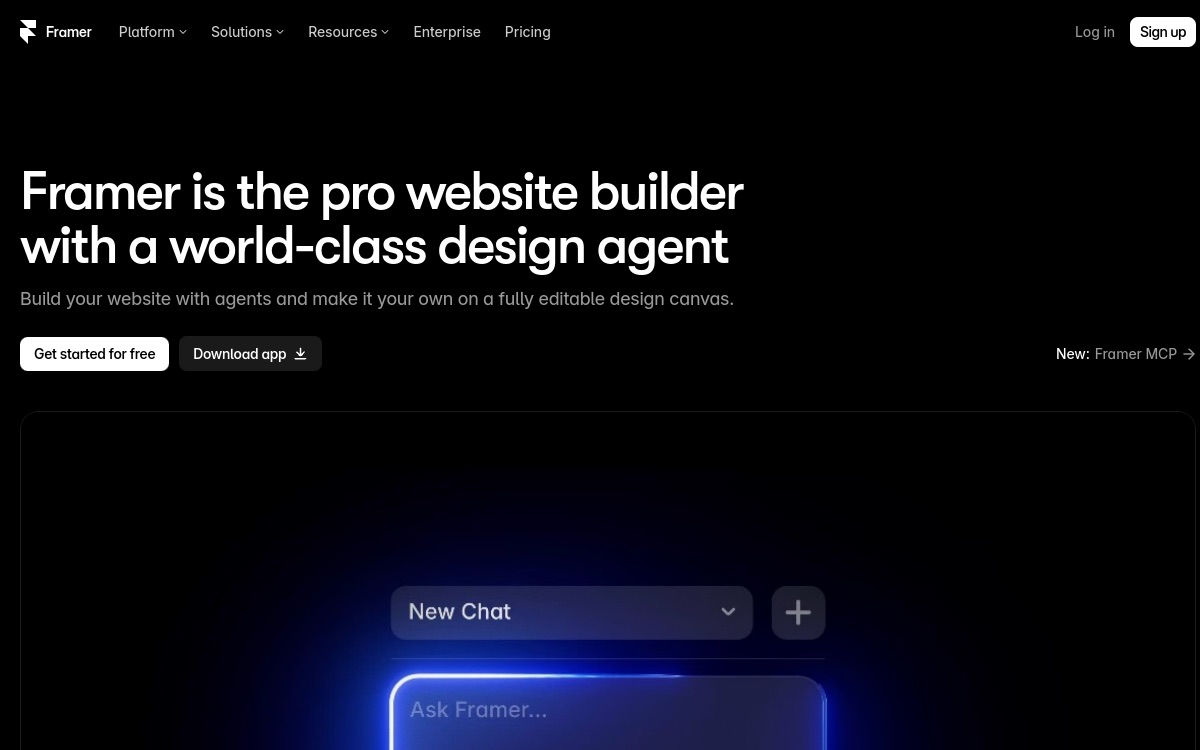 Framer
Platform
Solutions
Resources
Enterprise
Pricing
Log in
Sign up
Framer is the pro website builder
with a world-class design agent
Build your website with agents and make it your own on a fully editable design canvas.
Get started for free
Download app
New: Framer MCP
New Chat
Ask Framer...